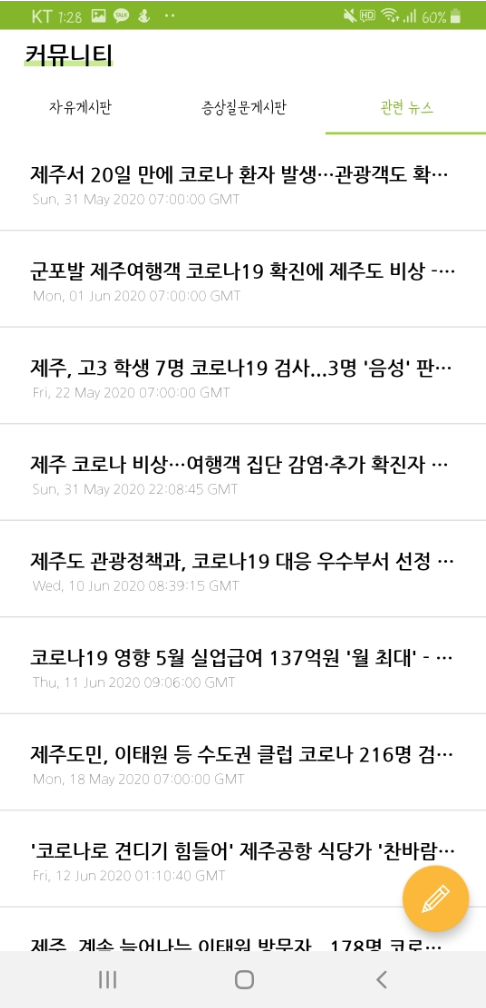 KT 1:28 TALK HD 60%
커뮤니티
자유게시판 증상질문게시판 관련 뉴스
제주서 20일 만에 코로나 환자 발생…관광객도 확…
Sun, 31 May 2020 07:00:00 GMT
군포발 제주여행객 코로나19 확진에 제주도 비상 -…
Mon, 01 Jun 2020 07:00:00 GMT
제주, 고3 학생 7명 코로나19 검사...3명 '음성' 판…
Fri, 22 May 2020 07:00:00 GMT
제주 코로나 비상…여행객 집단 감염·추가 확진자 …
Sun, 31 May 2020 22:08:45 GMT
제주도 관광정책과, 코로나19 대응 우수부서 선정 …
Wed, 10 Jun 2020 08:39:15 GMT
코로나19 영향 5월 실업급여 137억원 '월 최대' - …
Thu, 11 Jun 2020 09:06:00 GMT
제주도민, 이태원 등 수도권 클럽 코로나 216명 검…
Mon, 18 May 2020 07:00:00 GMT
'코로나로 견디기 힘들어' 제주공항 식당가 '찬바람…
Fri, 12 Jun 2020 01:10:40 GMT
제주, 계속 늘어나는 이태원 방문자...178명 코로…